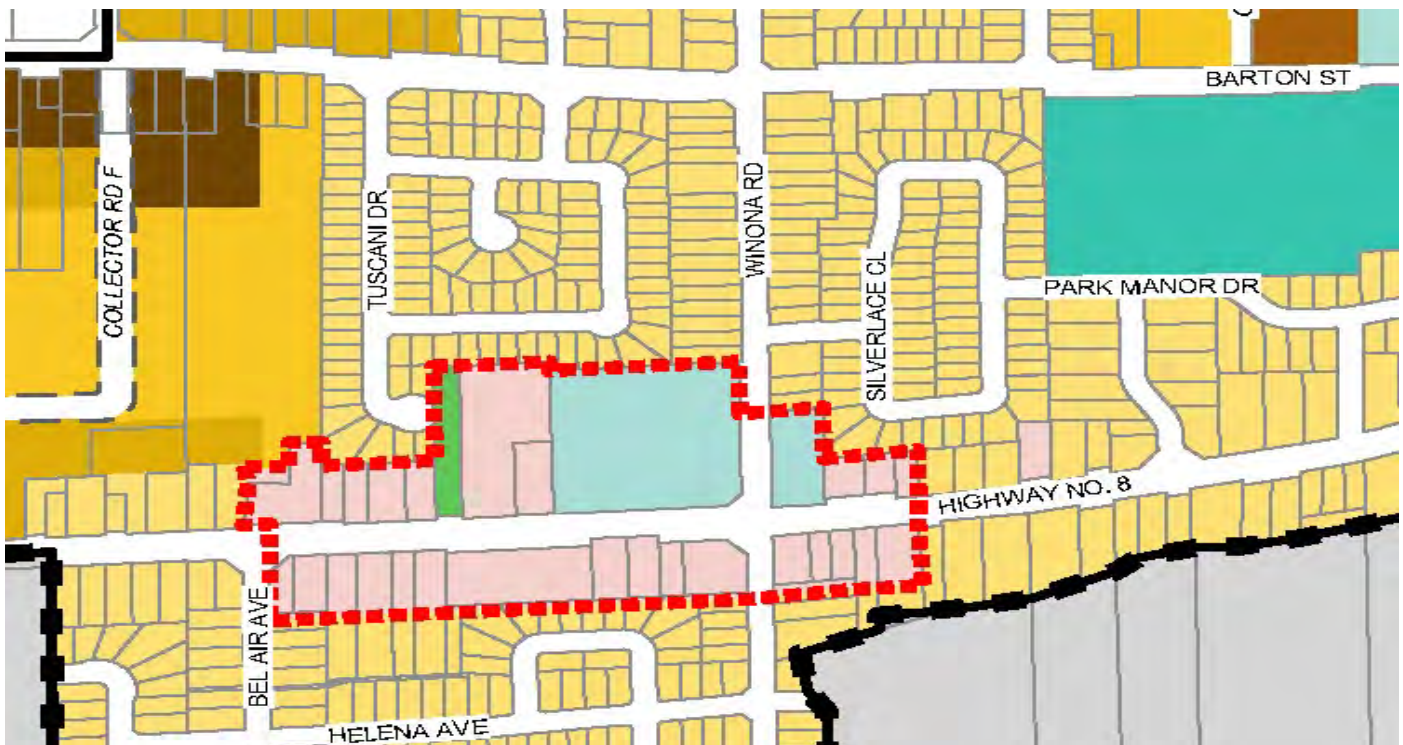 BARTON ST
COLLECTOR RD F
TUSCANI DR
WINONA RD
SILVERLACE CL
PARK MANOR DR
HIGHWAY NO. 8
BEL AIR AVE
HELENA AVE